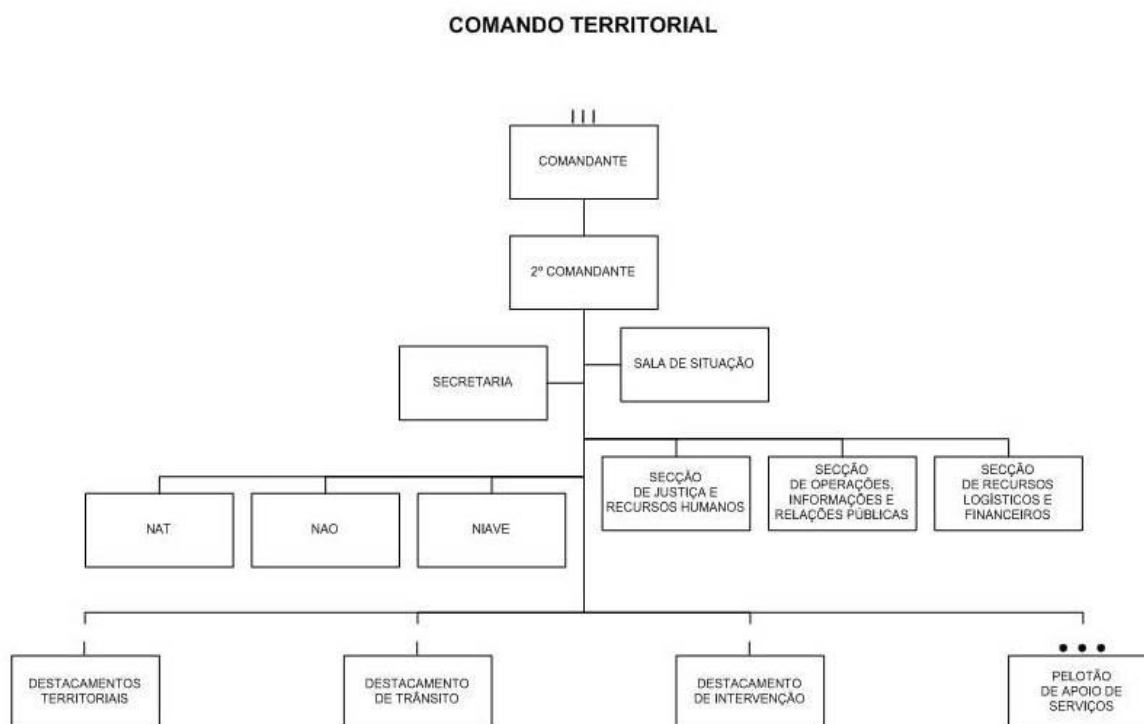 COMANDO TERRITORIAL
COMANDANTE
2º COMANDANTE
SALA DE SITUAÇÃO
SECRETARIA
SECÇÃO
DE JUSTIÇA E
RECURSOS HUMANOS
SECÇÃO
DE OPERAÇÕES,
INFORMAÇÕES E
RELAÇÕES PÚBLICAS
SECÇÃO
DE RECURSOS
LOGÍSTICOS E
FINANCEIROS
NAT
NAO
NIAVE
DESTACAMENTOS
TERRITORIAIS
DESTACAMENTO
DE TRÂNSITO
DESTACAMENTO
DE INTERVENÇÃO
PELOTÃO
DE APOIO DE
SERVIÇOS